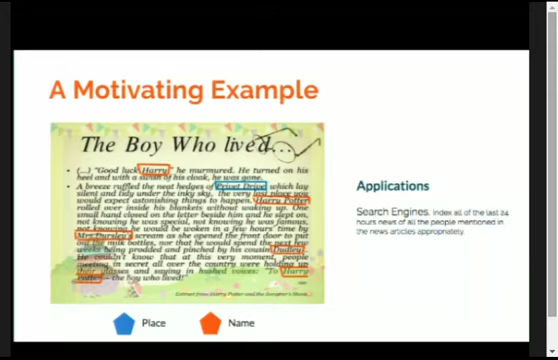 A Motivating Example
The Boy Who lived...
(...) "Good luck Harry" he murmured. He turned on his
heel and with a swish of his cloak, he was gone.
A breeze ruffled the neat hedges of Privet Drive which lay
silent and tidy under the inky sky, the very last place you
would expect astonishing things to happen. Harry Potter
rolled over inside his blankets without waking up. One
small hand closed on the letter beside him and he slept on,
not knowing he was special, not knowing he was famous,
not knowing he would be woken in a few hours' time by
Mrs Dursley's scream as she opened the front door to put
out the milk bottles, nor that he would spend the next few
weeks being prodded and pinched by his cousin Dudley.
He couldn't know that at this very moment, people
meeting in secret all over the country were holding up
their glasses and saying in hushed voices: "To Harry
Potter – the boy who lived!"
Extract from Harry Potter and the
Place
Name
Applications
Search Engines. Index all of the last 24
hours news of all the people mentioned in
the news articles appropriately.